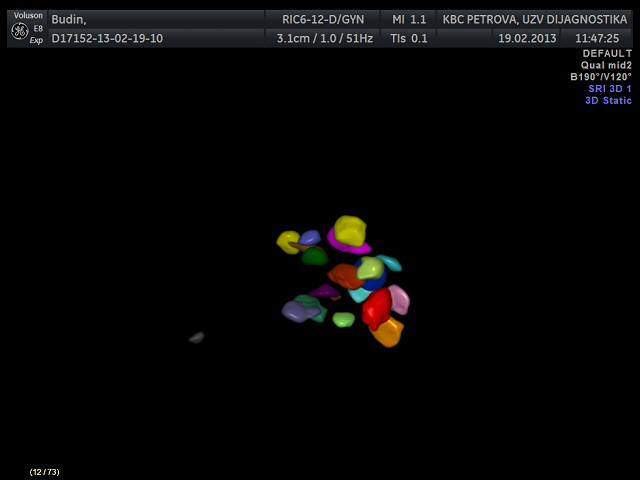 Voluson
E8
Exp
Budin, RIC6-12-D/GYN MI 1.1 KBC PETROVA, UZV DIJAGNOSTIKA
D17152-13-02-19-10 3.1cm / 1.0 / 51Hz TIs 0.1 19.02.2013 11:47:25
DEFAULT
Qual mid2
B190°/V120°
SRI 3D 1
3D Static
(12/73)